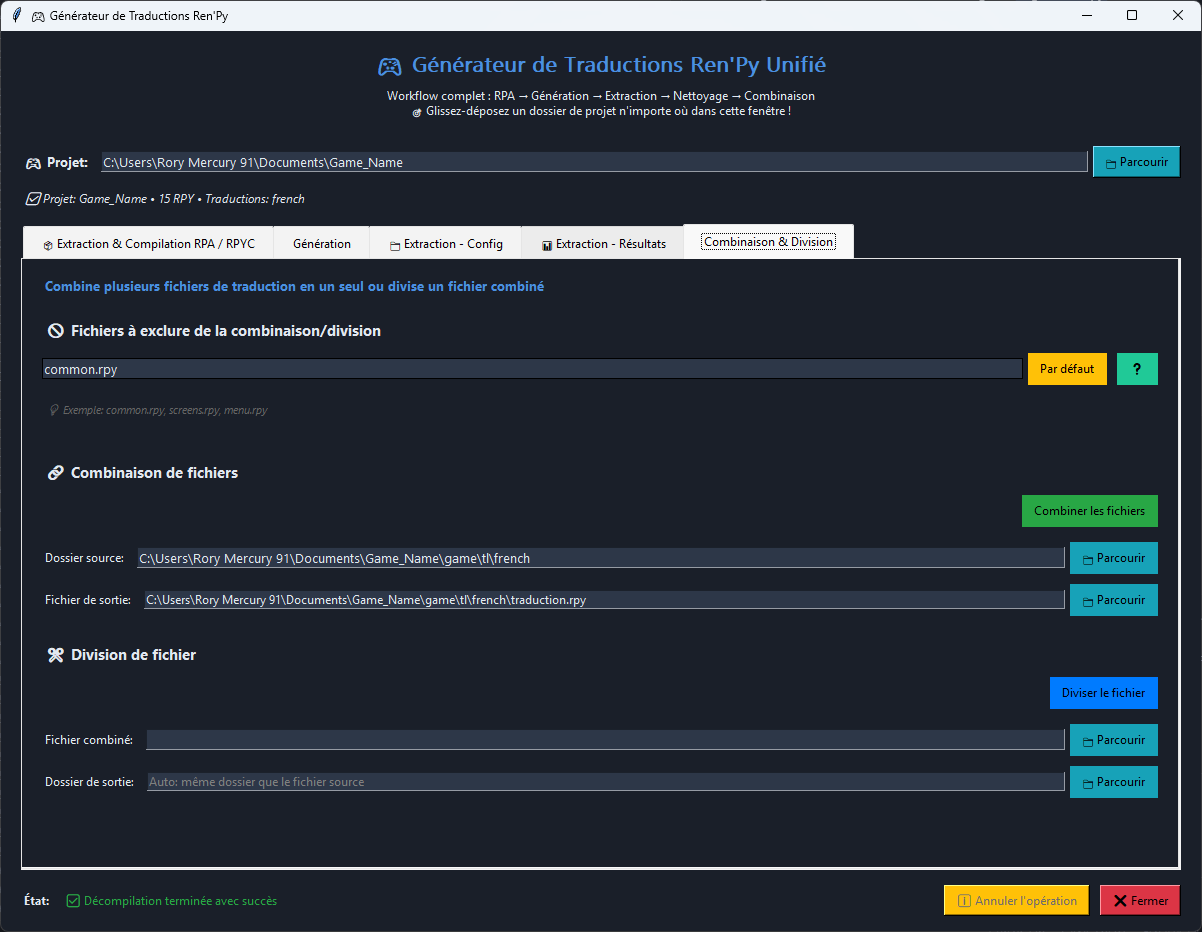 Générateur de Traductions Ren'Py
Générateur de Traductions Ren'Py Unifié
Workflow complet : RPA → Génération → Extraction → Nettoyage → Combinaison
Glissez-déposez un dossier de projet n'importe où dans cette fenêtre !
Projet: C:\Users\Rory Mercury 91\Documents\Game_Name Parcourir
Projet: Game_Name • 15 RPY • Traductions: french
Extraction & Compilation RPA / RPYC Génération Extraction - Config Extraction - Résultats Combinaison & Division
Combine plusieurs fichiers de traduction en un seul ou divise un fichier combiné
Fichiers à exclure de la combinaison/division
common.rpy Par défaut ?
Exemple: common.rpy, screens.rpy, menu.rpy
Combinaison de fichiers
Combiner les fichiers
Dossier source: C:\Users\Rory Mercury 91\Documents\Game_Name\game\tl\french Parcourir
Fichier de sortie: C:\Users\Rory Mercury 91\Documents\Game_Name\game\tl\french\traduction.rpy Parcourir
Division de fichier
Diviser le fichier
Fichier combiné: Parcourir
Dossier de sortie: Auto: même dossier que le fichier source Parcourir
État: Décompilation terminée avec succès Annuler l'opération Fermer